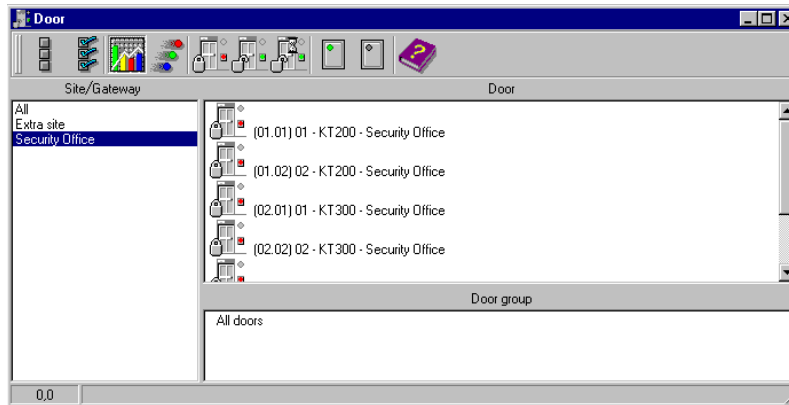 Door
Site/Gateway
Door
All
Extra site
Security Office
(01.01) 01 - KT200 - Security Office
(01.02) 02 - KT200 - Security Office
(02.01) 01 - KT300 - Security Office
(02.02) 02 - KT300 - Security Office
Door group
All doors
0,0